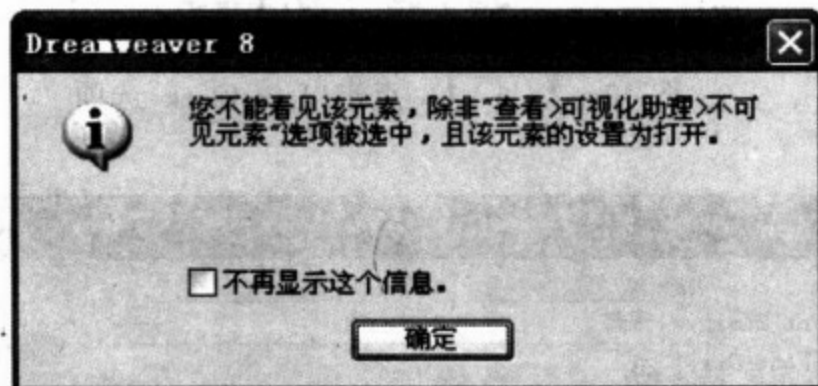 Dreamweaver 8
您不能看见该元素，除非"查看>可视化助理>不可
见元素"选项被选中，且该元素的设置为打开。
不再显示这个信息。
确定